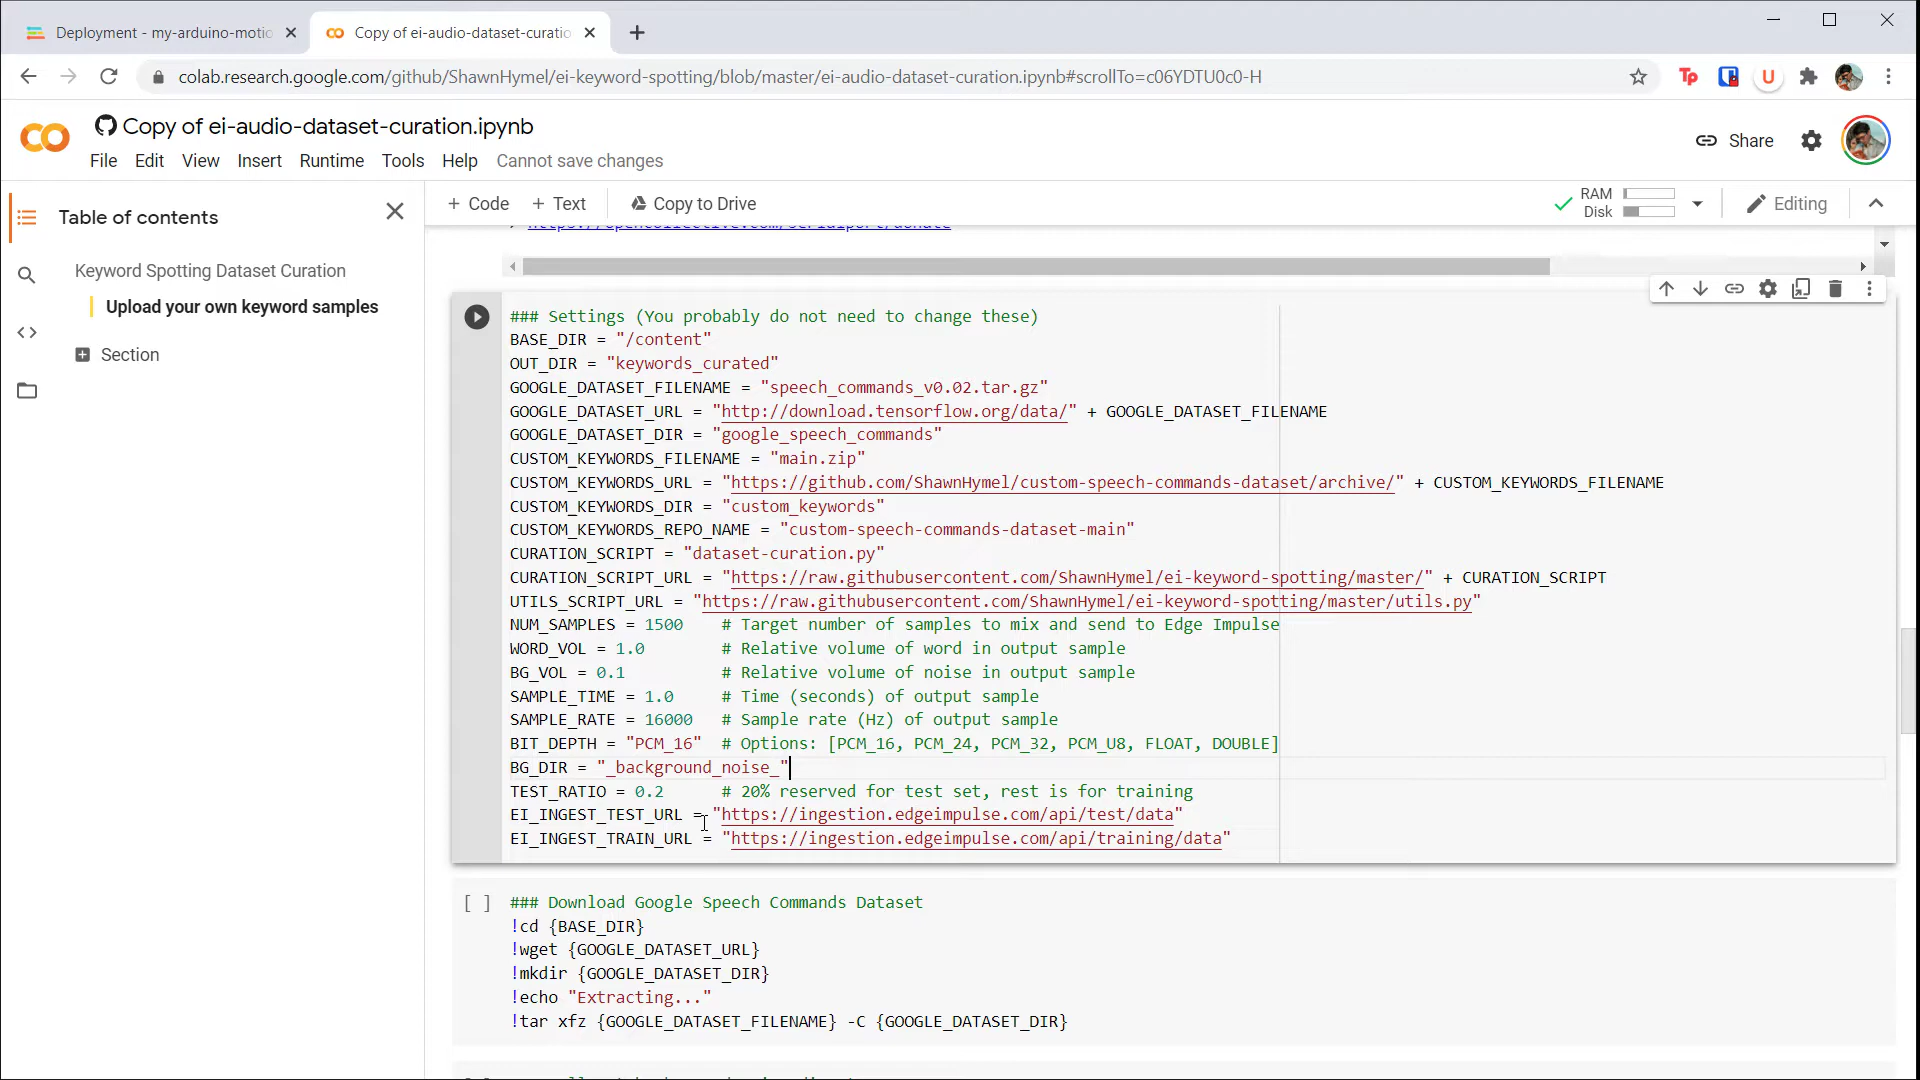 Deployment - my-arduino-motio
Copy of ei-audio-dataset-curatio
colab.research.google.com/github/ShawnHymel/ei-keyword-spotting/blob/master/ei-audio-dataset-curation.ipynb#scrollTo=c06YDTU0c0-H
Tp
U
Copy of ei-audio-dataset-curation.ipynb
File Edit View Insert Runtime Tools Help Cannot save changes
Share
Table of contents
+ Code + Text Copy to Drive
RAM
Disk
Editing
https://opencollective.com/serialport/donate
Keyword Spotting Dataset Curation
Upload your own keyword samples
Section
### Settings (You probably do not need to change these)
BASE_DIR = "/content"
OUT_DIR = "keywords_curated"
GOOGLE_DATASET_FILENAME = "speech_commands_v0.02.tar.gz"
GOOGLE_DATASET_URL = "http://download.tensorflow.org/data/" + GOOGLE_DATASET_FILENAME
GOOGLE_DATASET_DIR = "google_speech_commands"
CUSTOM_KEYWORDS_FILENAME = "main.zip"
CUSTOM_KEYWORDS_URL = "https://github.com/ShawnHymel/custom-speech-commands-dataset/archive/" + CUSTOM_KEYWORDS_FILENAME
CUSTOM_KEYWORDS_DIR = "custom_keywords"
CUSTOM_KEYWORDS_REPO_NAME = "custom-speech-commands-dataset-main"
CURATION_SCRIPT = "dataset-curation.py"
CURATION_SCRIPT_URL = "https://raw.githubusercontent.com/ShawnHymel/ei-keyword-spotting/master/" + CURATION_SCRIPT
UTILS_SCRIPT_URL = "https://raw.githubusercontent.com/ShawnHymel/ei-keyword-spotting/master/utils.py"
NUM_SAMPLES = 1500    # Target number of samples to mix and send to Edge Impulse
WORD_VOL = 1.0        # Relative volume of word in output sample
BG_VOL = 0.1          # Relative volume of noise in output sample
SAMPLE_TIME = 1.0     # Time (seconds) of output sample
SAMPLE_RATE = 16000   # Sample rate (Hz) of output sample
BIT_DEPTH = "PCM_16"  # Options: [PCM_16, PCM_24, PCM_32, PCM_U8, FLOAT, DOUBLE]
BG_DIR = "_background_noise_"
TEST_RATIO = 0.2      # 20% reserved for test set, rest is for training
EI_INGEST_TEST_URL = "https://ingestion.edgeimpulse.com/api/test/data"
EI_INGEST_TRAIN_URL = "https://ingestion.edgeimpulse.com/api/training/data"
[ ] ### Download Google Speech Commands Dataset
!cd {BASE_DIR}
!wget {GOOGLE_DATASET_URL}
!mkdir {GOOGLE_DATASET_DIR}
!echo "Extracting..."
!tar xfz {GOOGLE_DATASET_FILENAME} -C {GOOGLE_DATASET_DIR}